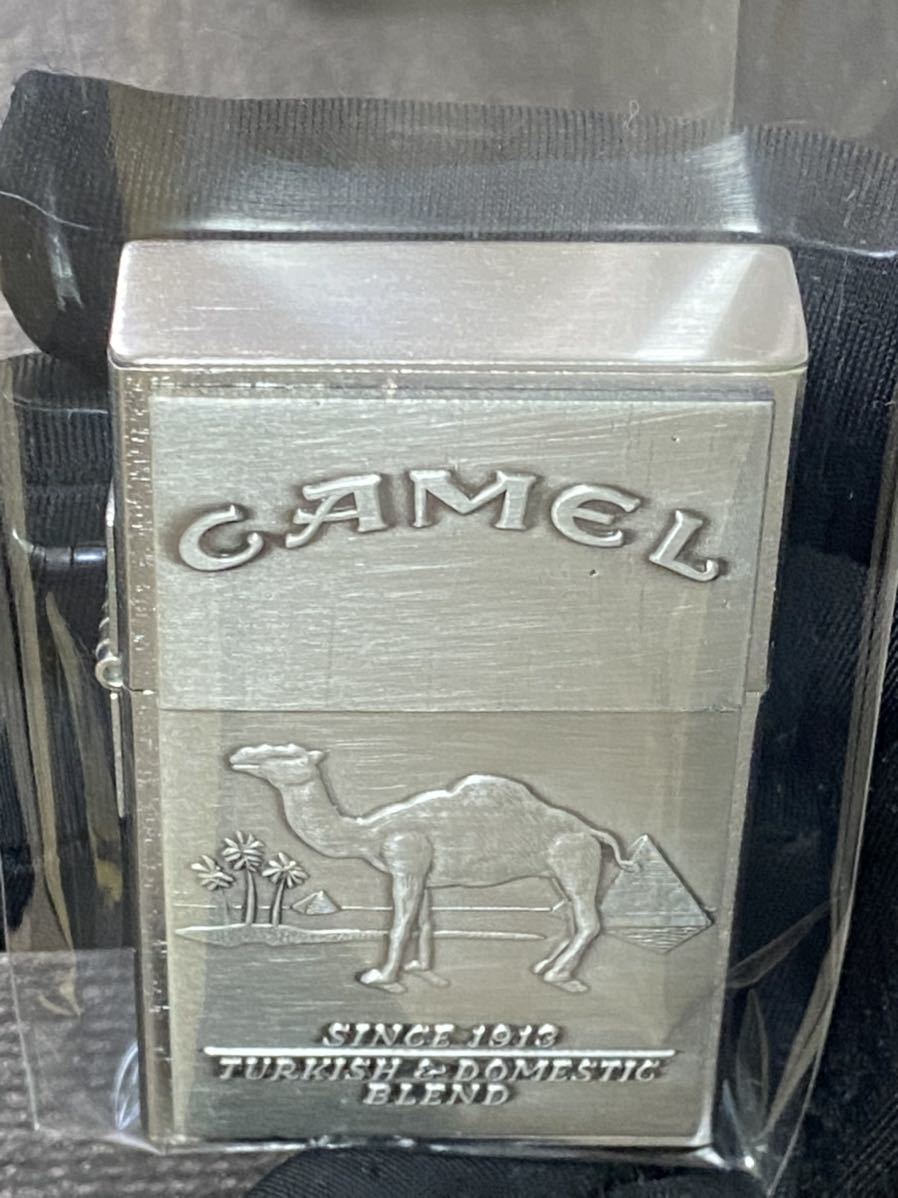 CAMEL
SINCE 1913
TURKISH & DOMESTIC
BLEND